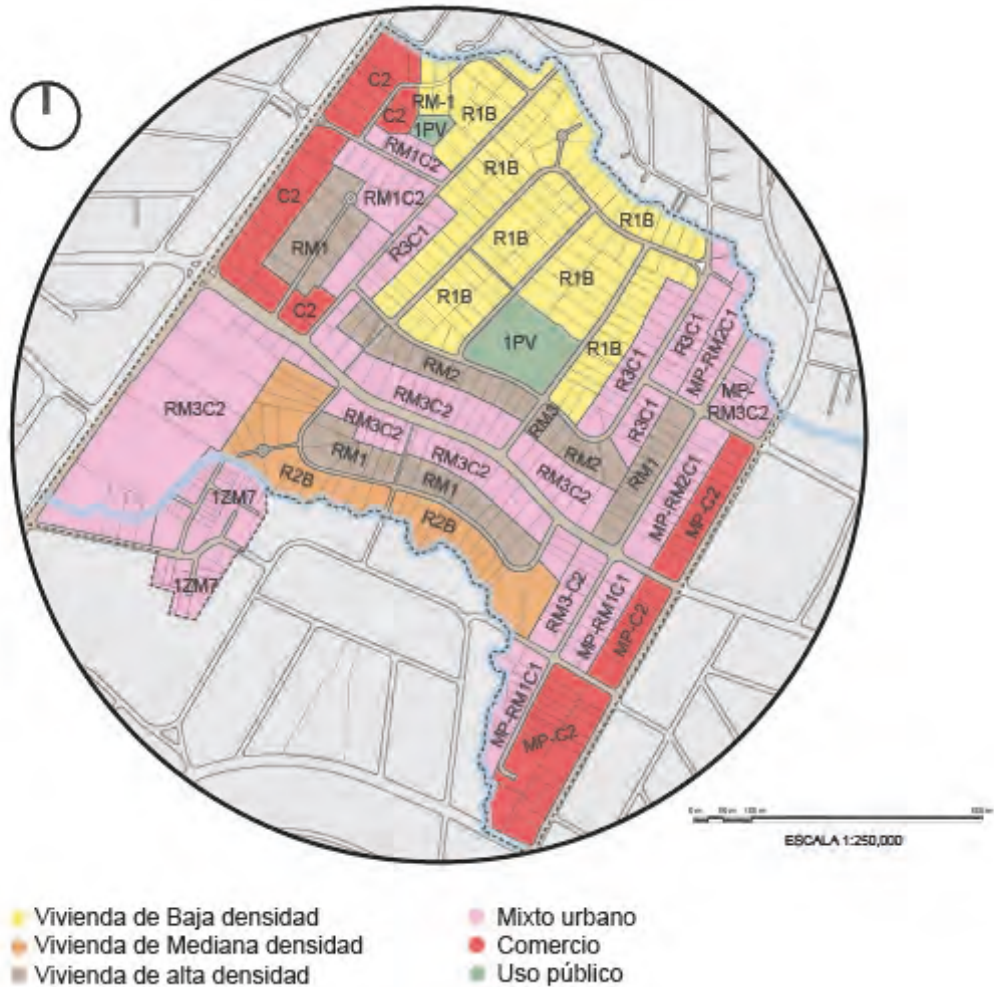 C2
C2
RM-1
1PV
R1B
RM1C2
R1B
C2
RM1C2
R1B
RM1
R3C1
R1B
R1B
R1B
C2
1PV
R3C1
MP-RM2C1
R1B
R3C1
RM2
MP-
RM3C2
RM3C2
RM3C2
R3C1
RM3
RM3C2
RM2
RM1
RM3C2
RM1
RM3C2
R2B
RM1
MP-RM2C1
MP-C2
1ZM7
R2B
1ZM7
RM3-C2
MP-RM1C1
MP-C2
MP-RM1C1
MP-C2
ESCALA 1:250,000
Vivienda de Baja densidad
Vivienda de Mediana densidad
Vivienda de alta densidad
Mixto urbano
Comercio
Uso público